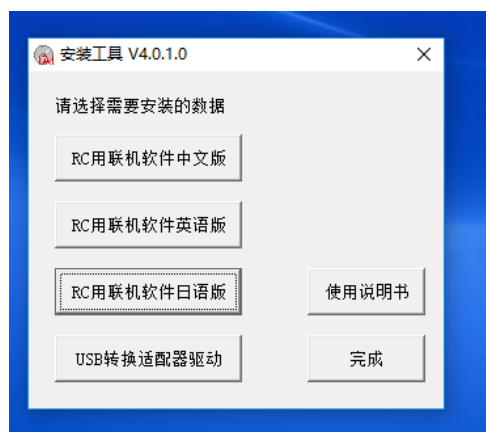 安装工具 V4.0.1.0
请选择需要安装的数据
RC用联机软件中文版
RC用联机软件英语版
RC用联机软件日语版
使用说明书
USB转换适配器驱动
完成